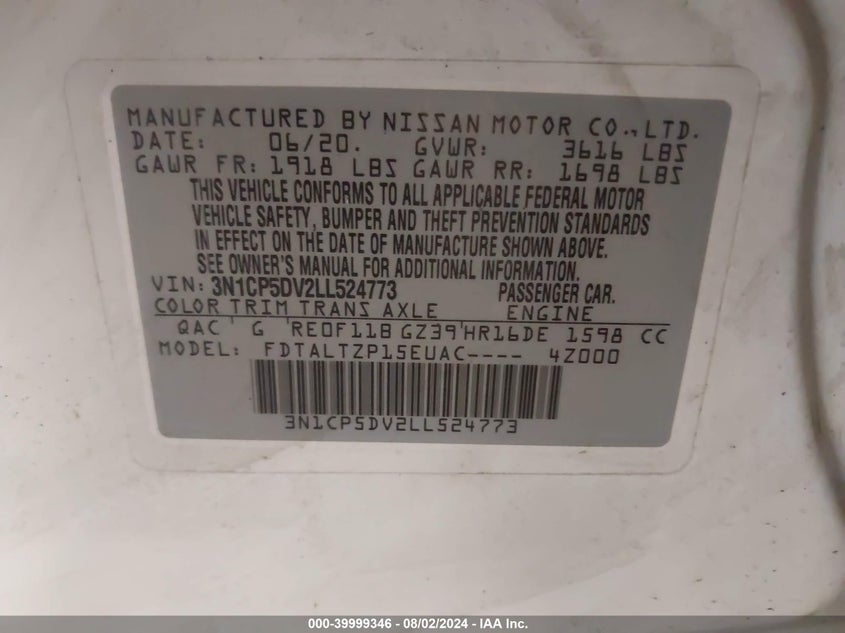 MANUFACTURED BY NISSAN MOTOR CO.,LTD.
DATE: 06/20. GVWR: 3616 LBS
GAWR FR: 1918 LBS GAWR RR: 1698 LBS
THIS VEHICLE CONFORMS TO ALL APPLICABLE FEDERAL MOTOR
VEHICLE SAFETY, BUMPER AND THEFT PREVENTION STANDARDS
IN EFFECT ON THE DATE OF MANUFACTURE SHOWN ABOVE.
SEE OWNER'S MANUAL FOR ADDITIONAL INFORMATION.
VIN: 3N1CP5DV2LL524773 PASSENGER CAR.
COLOR TRIM TRANS AXLE ENGINE
QAC G RE0F11B GZ39 HR16DE 1598 CC
MODEL: FDTALTZP15EUAC---- 4Z000
3N1CP5DV2LL524773
000-39999346 - 08/02/2024 - IAA Inc.